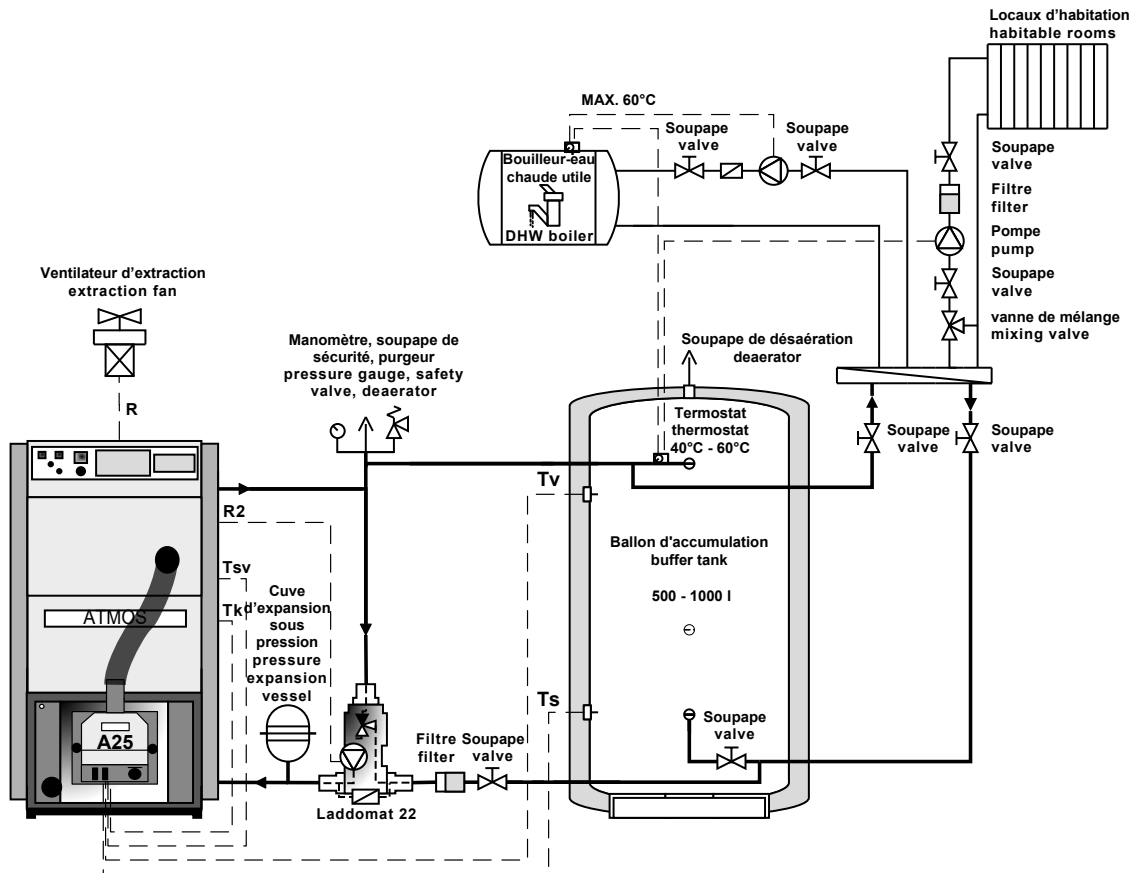 Locaux d'habitation
habitable rooms
MAX. 60°C
Soupape
valve
Soupape
valve
Bouilleur-eau
chaude utile
DHW boiler
Soupape
valve
Filtre
filter
Pompe
pump
Soupape
valve
vanne de mélange
mixing valve
Ventilateur d'extraction
extraction fan
R
Manomètre, soupape de
sécurité, purgeur
pressure gauge, safety
valve, deaerator
Soupape de désaération
deaerator
Termostat
thermostat
40°C - 60°C
Soupape
valve
Soupape
valve
Tv
R2
Tsv
Tk
ATMOS
A25
Cuve
d'expansion
sous
pression
pressure
expansion
vessel
Ballon d'accumulation
buffer tank
500 - 1000 l
Ts
Soupape
valve
Filtre
filter
Soupape
valve
Laddomat 22